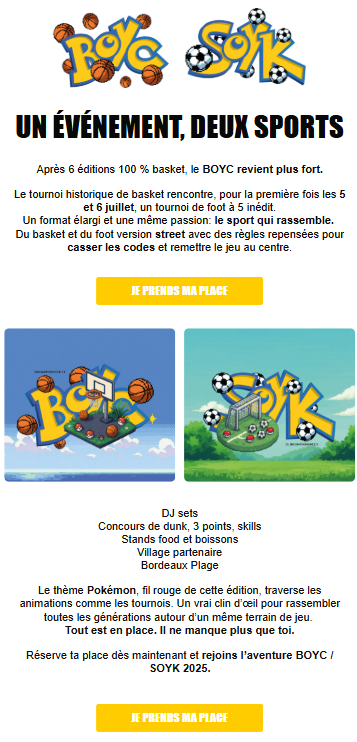 BOYC SOYK
UN ÉVÉNEMENT, DEUX SPORTS
Après 6 éditions 100 % basket, le BOYC revient plus fort.
Le tournoi historique de basket rencontre, pour la première fois les 5
et 6 juillet, un tournoi de foot à 5 inédit.
Un format élargi et une même passion: le sport qui rassemble.
Du basket et du foot version street avec des règles repensées pour
casser les codes et remettre le jeu au centre.
JE PRENDS MA PLACE
BOYC SOYK
DJ sets
Concours de dunk, 3 points, skills
Stands food et boissons
Village partenaire
Bordeaux Plage
Le thème Pokémon, fil rouge de cette édition, traverse les
animations comme les tournois. Un vrai clin d'œil pour rassembler
toutes les générations autour d'un même terrain de jeu.
Tout est en place. Il ne manque plus que toi.
Réserve ta place dès maintenant et rejoins l'aventure BOYC /
SOYK 2025.
JE PRENDS MA PLACE